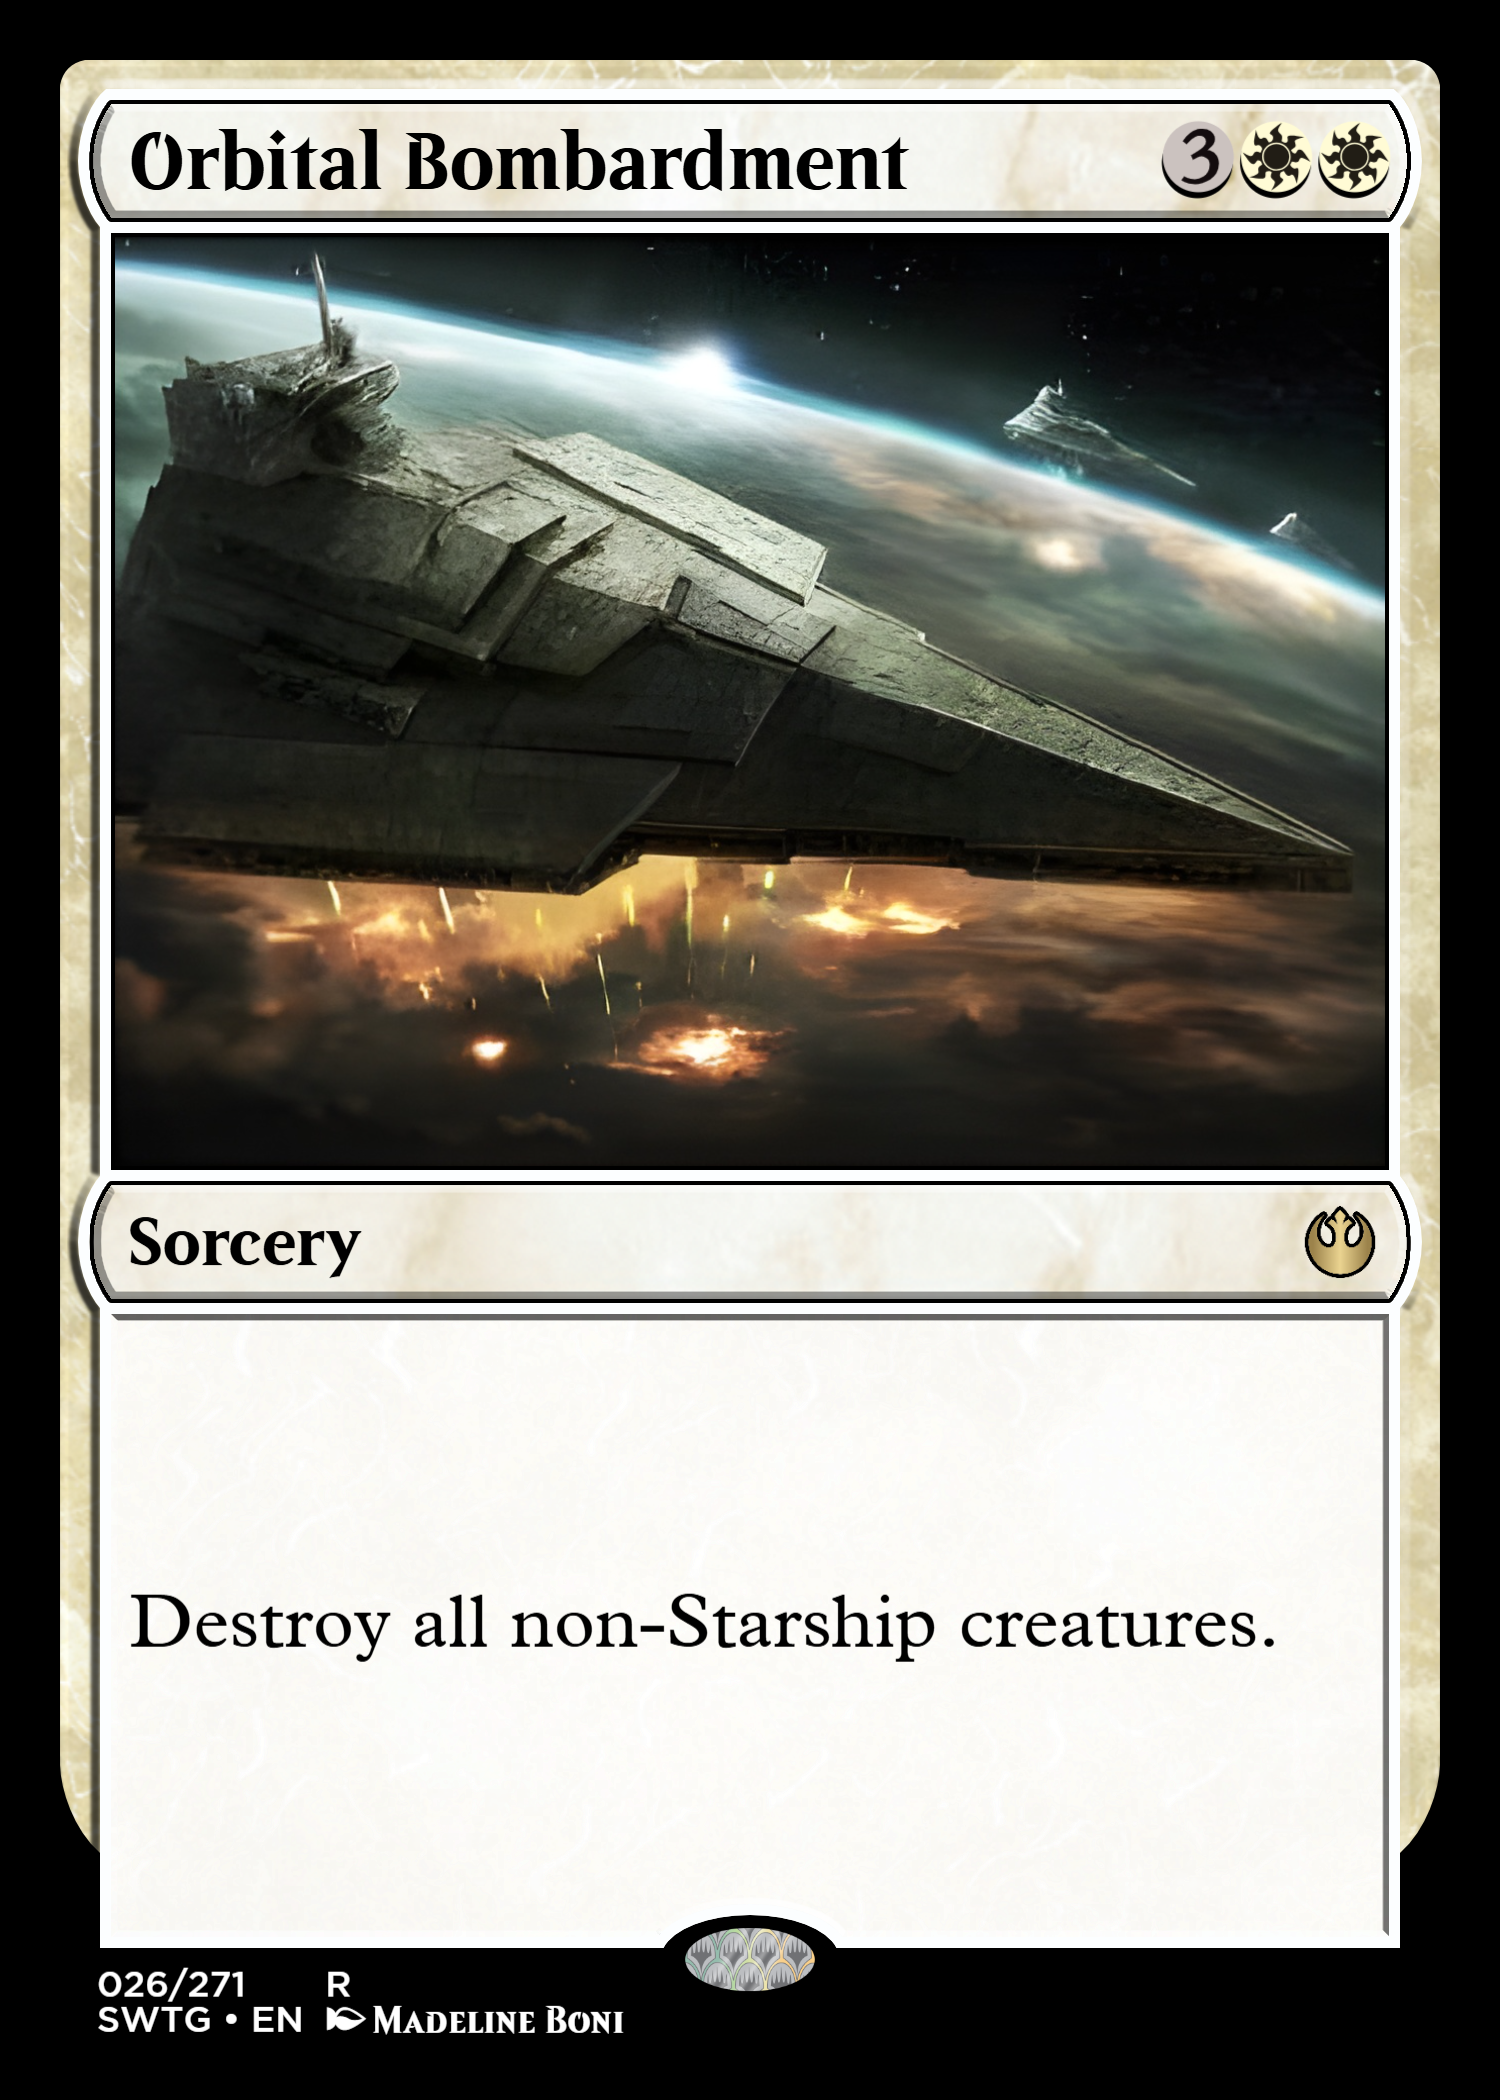 Orbital Bombardment 3
Sorcery
Destroy all non-Starship creatures.
026/271 R
SWTG • EN Madeline Boni